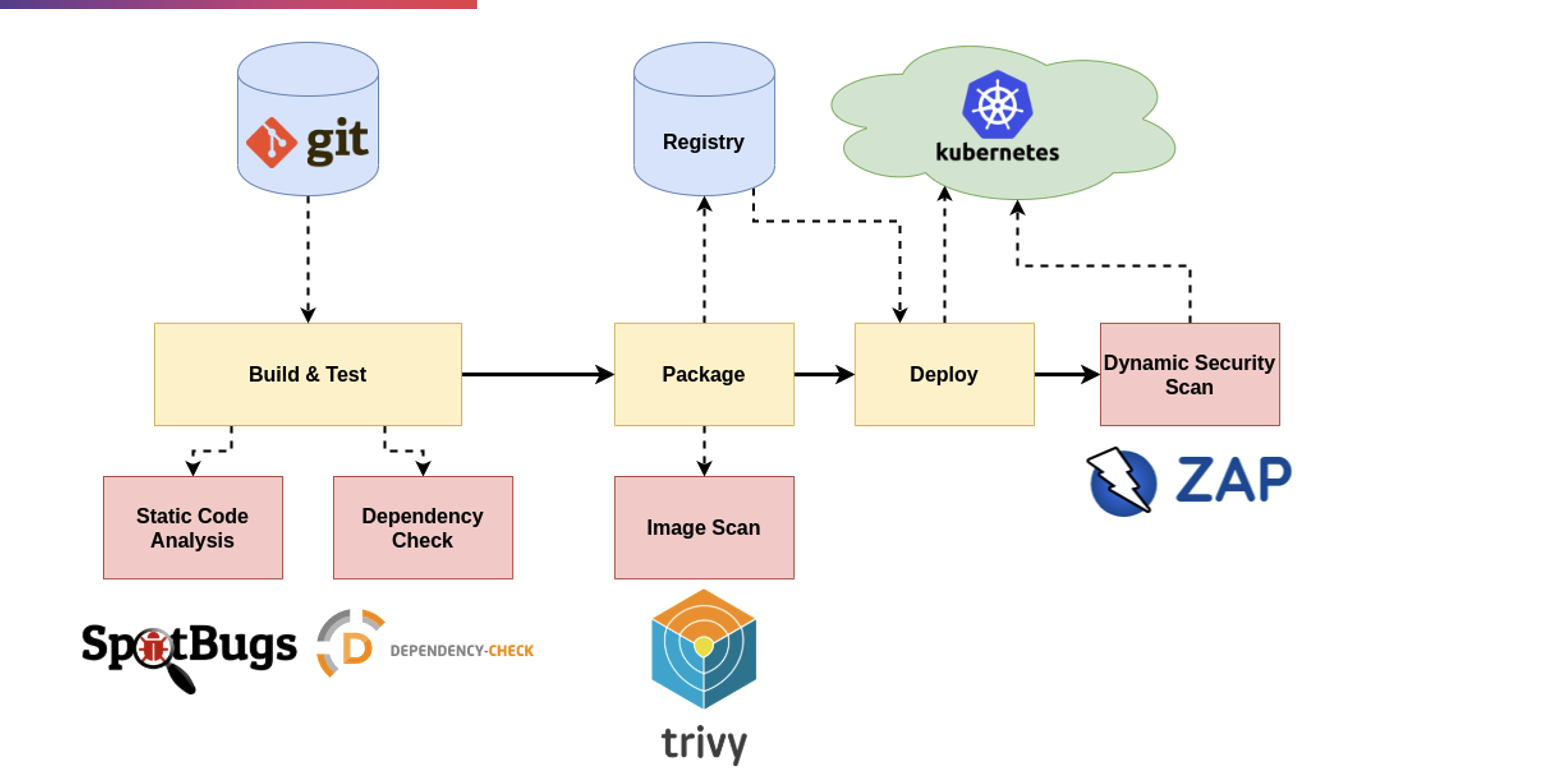 git
Registry
kubernetes
Build & Test
Package
Deploy
Dynamic Security
Scan
Static Code
Analysis
Dependency
Check
Image Scan
ZAP
SpotBugs
D
DEPENDENCY-CHECK
trivy